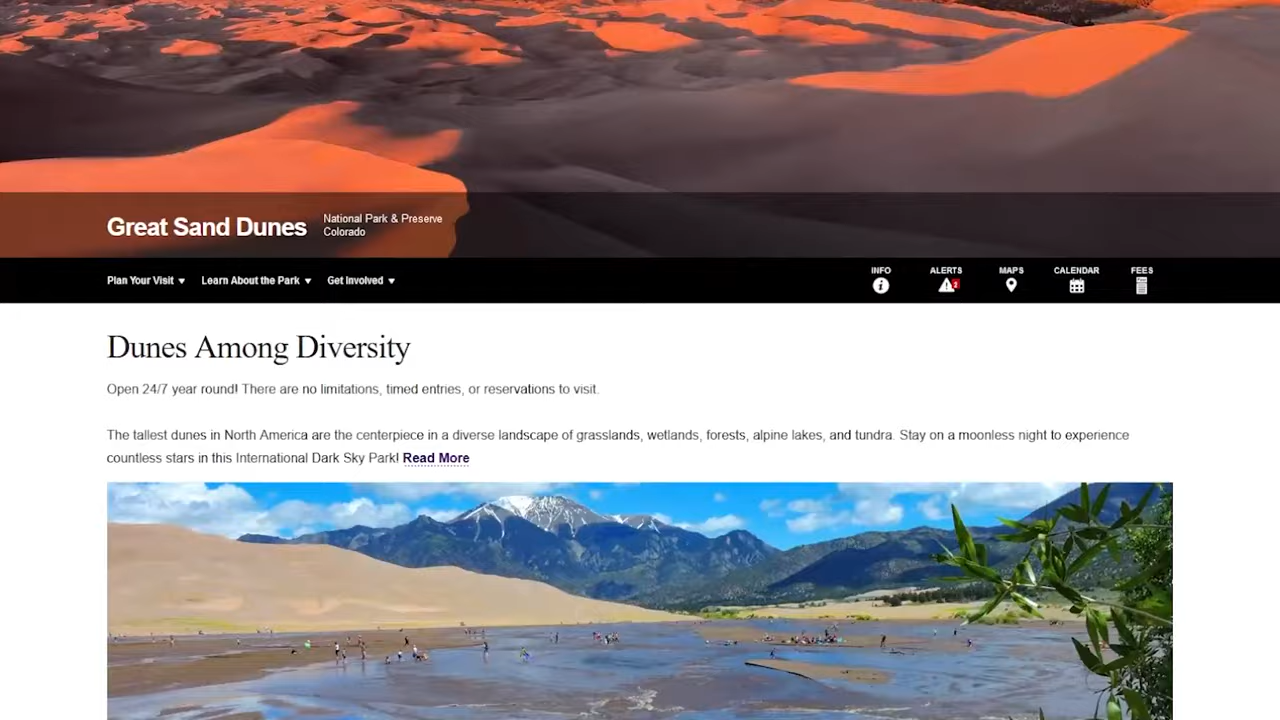 Great Sand Dunes
National Park & Preserve
Colorado
Plan Your Visit
Learn About the Park
Get Involved
INFO
ALERTS
MAPS
CALENDAR
FEES
Dunes Among Diversity
Open 24/7 year round! There are no limitations, timed entries, or reservations to visit.
The tallest dunes in North America are the centerpiece in a diverse landscape of grasslands, wetlands, forests, alpine lakes, and tundra. Stay on a moonless night to experience
countless stars in this International Dark Sky Park! Read More